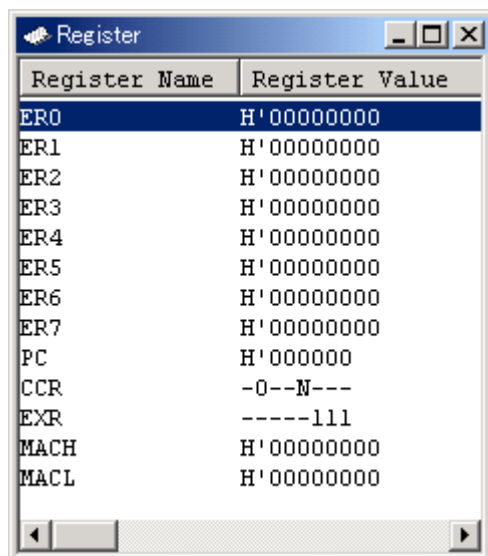 Register
Register Name Register Value
ER0 H'00000000
ER1 H'00000000
ER2 H'00000000
ER3 H'00000000
ER4 H'00000000
ER5 H'00000000
ER6 H'00000000
ER7 H'00000000
PC H'000000
CCR -0--N---
EXR -----111
MACH H'00000000
MACL H'00000000